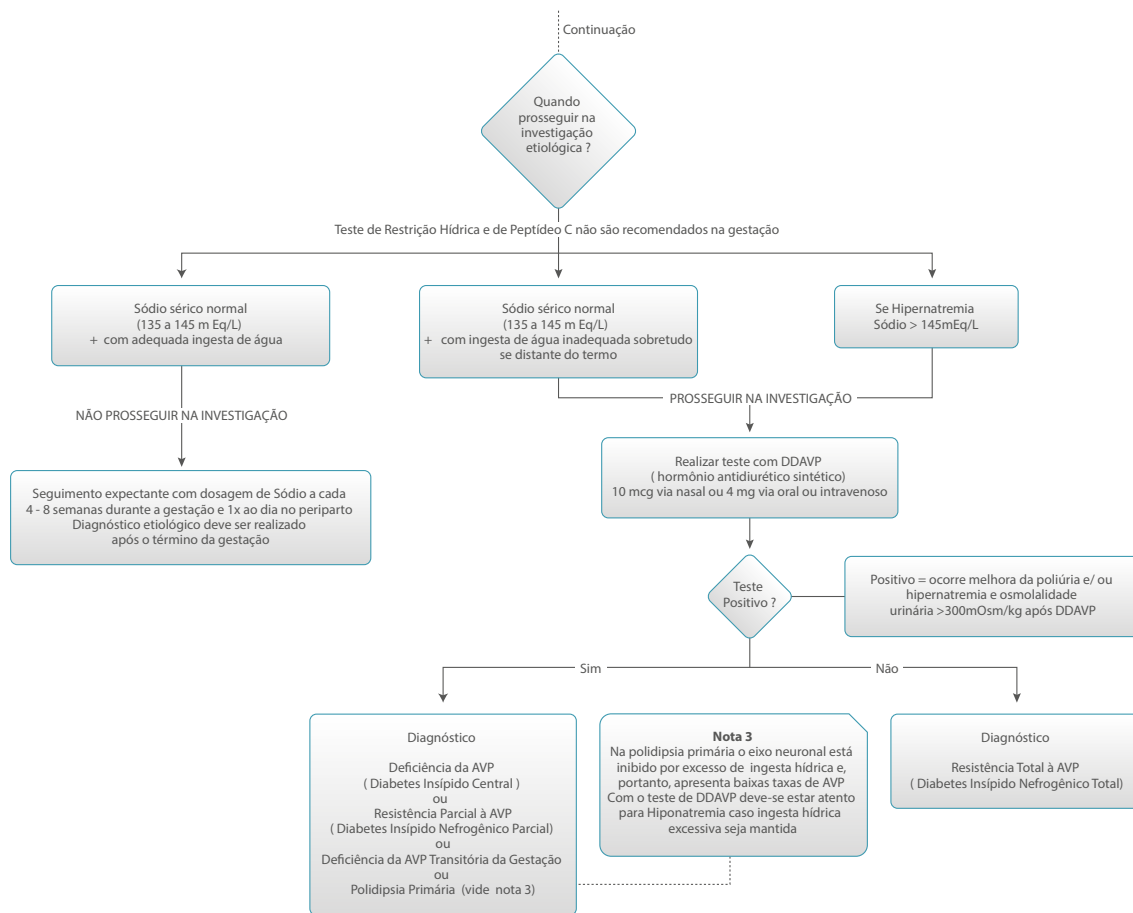 Continuação
Quando
prosseguir na
investigação
etiológica ?
Teste de Restrição Hídrica e de Peptídeo C não são recomendados na gestação
Sódio sérico normal
(135 a 145 m Eq/L)
+ com adequada ingesta de água
Sódio sérico normal
(135 a 145 m Eq/L)
+ com ingesta de água inadequada sobretudo
se distante do termo
Se Hipernatremia
Sódio > 145mEq/L
NÃO PROSSEGUIR NA INVESTIGAÇÃO
PROSSEGUIR NA INVESTIGAÇÃO
Seguimento expectante com dosagem de Sódio a cada
4 - 8 semanas durante a gestação e 1x ao dia no periparto
Diagnóstico etiológico deve ser realizado
após o término da gestação
Realizar teste com DDAVP
( hormônio antidiurético sintético)
10 mcg via nasal ou 4 mg via oral ou intravenoso
Teste
Positivo ?
Positivo = ocorre melhora da poliúria e/ ou
hipernatremia e osmolalidade
urinária >300mOsm/kg após DDAVP
Sim
Não
Diagnóstico
Deficiência da AVP
( Diabetes Insípido Central )
ou
Resistência Parcial à AVP
( Diabetes Insípido Nefrogênico Parcial)
ou
Deficiência da AVP Transitória da Gestação
ou
Polidipsia Primária (vide nota 3)
Nota 3
Na polidipsia primária o eixo neuronal está
inibido por excesso de ingesta hídrica e,
portanto, apresenta baixas taxas de AVP
Com o teste de DDAVP deve-se estar atento
para Hiponatremia caso ingesta hídrica
excessiva seja mantida
Diagnóstico
Resistência Total à AVP
( Diabetes Insípido Nefrogênico Total)